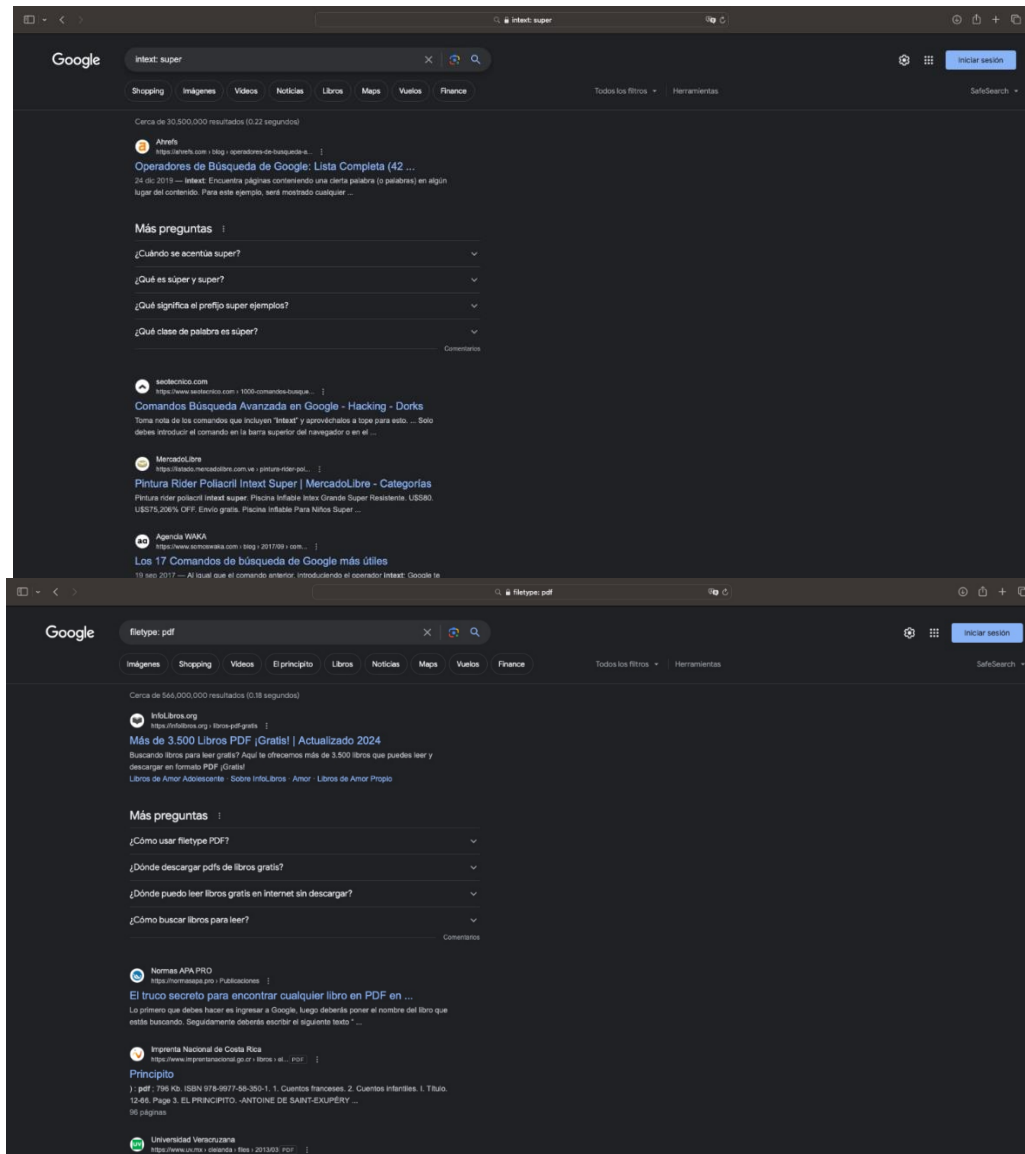 intext: super
Google
intext: super
Iniciar sesión
Shopping Imágenes Videos Noticias Libros Maps Vuelos Finance
Todos los filtros Herramientas
SafeSearch
Cerca de 30,500,000 resultados (0.22 segundos)
Ahrefs
https://ahrefs.com › blog › operadores-de-busqueda-a...
Operadores de Búsqueda de Google: Lista Completa (42 ...
24 dic 2019 — intext: Encuentra páginas conteniendo una cierta palabra (o palabras) en algún
lugar del contenido. Para este ejemplo, será mostrado cualquier ...
Más preguntas
¿Cuándo se acentúa super?
¿Qué es súper y super?
¿Qué significa el prefijo super ejemplos?
¿Qué clase de palabra es súper?
Comentarios
seotecnico.com
https://www.seotecnico.com › 1000-comandos-busque...
Comandos Búsqueda Avanzada en Google - Hacking - Dorks
Toma nota de los comandos que incluyen "Intext" y aprovéchalos a tope para esto. ... Solo
debes introducir el comando en la barra superior del navegador o en el ...
MercadoLibre
https://listado.mercadolibre.com.ve › pintura-rider-pol...
Pintura Rider Poliacril Intext Super | MercadoLibre - Categorías
Pintura rider poliacril intext super. Piscina Inflable Intex Grande Super Resistente. U$S80.
U$S75,206% OFF. Envío gratis. Piscina Inflable Para Niños Super ...
Agencia WAKA
https://www.somoswaka.com › blog › 2017/09 › com...
Los 17 Comandos de búsqueda de Google más útiles
19 sep 2017 — Al igual que el comando anterior, introduciendo el operador intext: Google te
filetype: pdf
Google
filetype: pdf
Iniciar sesión
Imágenes Shopping Videos El principito Libros Noticias Maps Vuelos Finance
Todos los filtros Herramientas
SafeSearch
Cerca de 566,000,000 resultados (0.18 segundos)
InfoLibros.org
https://infolibros.org › libros-pdf-gratis
Más de 3.500 Libros PDF ¡Gratis! | Actualizado 2024
Buscando libros para leer gratis? Aquí te ofrecemos más de 3.500 libros que puedes leer y
descargar en formato PDF ¡Gratis!
Libros de Amor Adolescente · Sobre InfoLibros · Amor · Libros de Amor Propio
Más preguntas
¿Cómo usar filetype PDF?
¿Dónde descargar pdfs de libros gratis?
¿Dónde puedo leer libros gratis en internet sin descargar?
¿Cómo buscar libros para leer?
Comentarios
Normas APA PRO
https://normasapa.pro › Publicaciones
El truco secreto para encontrar cualquier libro en PDF en ...
Lo primero que debes hacer es ingresar a Google, luego deberás poner el nombre del libro que
estás buscando. Seguidamente deberás escribir el siguiente texto " ...
Imprenta Nacional de Costa Rica
https://www.imprentanacional.go.cr › libros › el... PDF
Principito
) : pdf ; 796 Kb. ISBN 978-9977-58-350-1. 1. Cuentos franceses. 2. Cuentos infantiles. I. Título.
12-66. Page 3. EL PRINCIPITO. -ANTOINE DE SAINT-EXUPÉRY ...
96 páginas
Universidad Veracruzana
https://www.uv.mx › cielanda › files › 2013/03 PDF